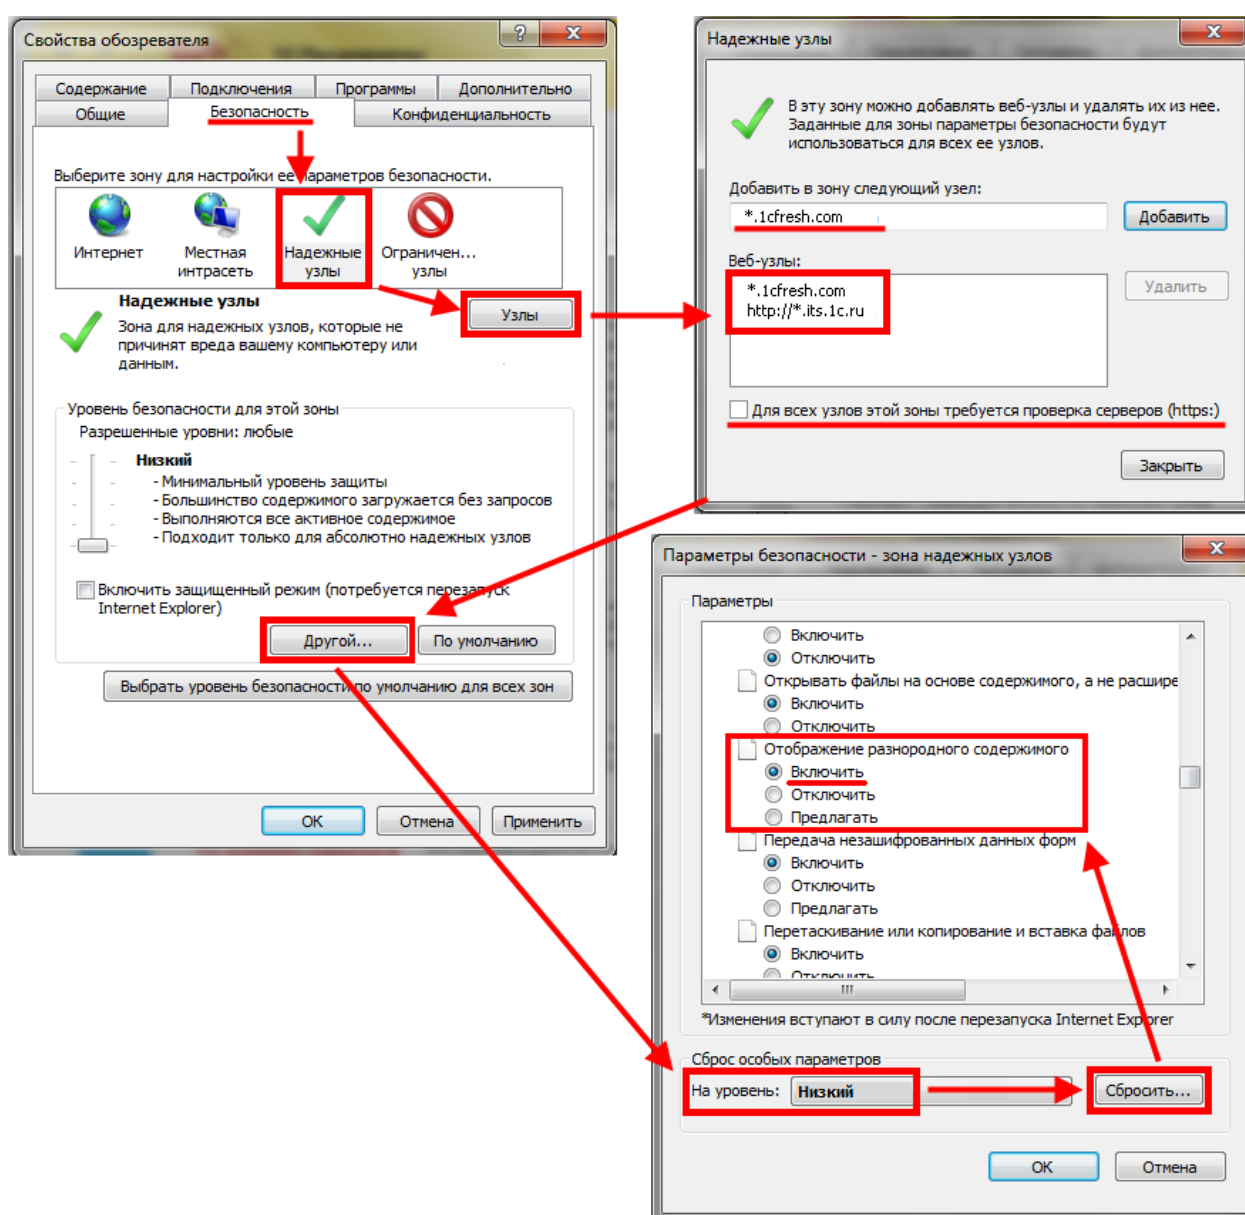 Свойства обозревателя
Содержание
Подключения
Программы
Дополнительно
Общие
Безопасность
Конфиденциальность
Выберите зону для настройки ее параметров безопасности.
Интернет
Местная
интрасеть
Надежные
узлы
Ограничен...
узлы
Надежные узлы
Зона для надежных узлов, которые не
причинят вреда вашему компьютеру или
данным.
Узлы
Уровень безопасности для этой зоны
Разрешенные уровни: любые
Низкий
- Минимальный уровень защиты
- Большинство содержимого загружается без запросов
- Выполняются все активное содержимое
- Подходит только для абсолютно надежных узлов
Включить защищенный режим (потребуется перезапуск
Internet Explorer)
Другой...
По умолчанию
Выбрать уровень безопасности по умолчанию для всех зон
OK
Отмена
Применить
Надежные узлы
В эту зону можно добавлять веб-узлы и удалять их из нее.
Заданные для зоны параметры безопасности будут
использоваться для всех ее узлов.
Добавить в зону следующий узел:
*.1cfresh.com
Добавить
Веб-узлы:
*.1cfresh.com
http://*.its.1c.ru
Удалить
Для всех узлов этой зоны требуется проверка серверов (https:)
Закрыть
Параметры безопасности - зона надежных узлов
Параметры
Включить
Отключить
Открывать файлы на основе содержимого, а не расшире
Включить
Отключить
Отображение разнородного содержимого
Включить
Отключить
Предлагать
Передача незашифрованных данных форм
Включить
Отключить
Предлагать
Перетаскивание или копирование и вставка файлов
Включить
Отключить
*Изменения вступают в силу после перезапуска Internet Explorer
Сброс особых параметров
На уровень:
Низкий
Сбросить...
OK
Отмена